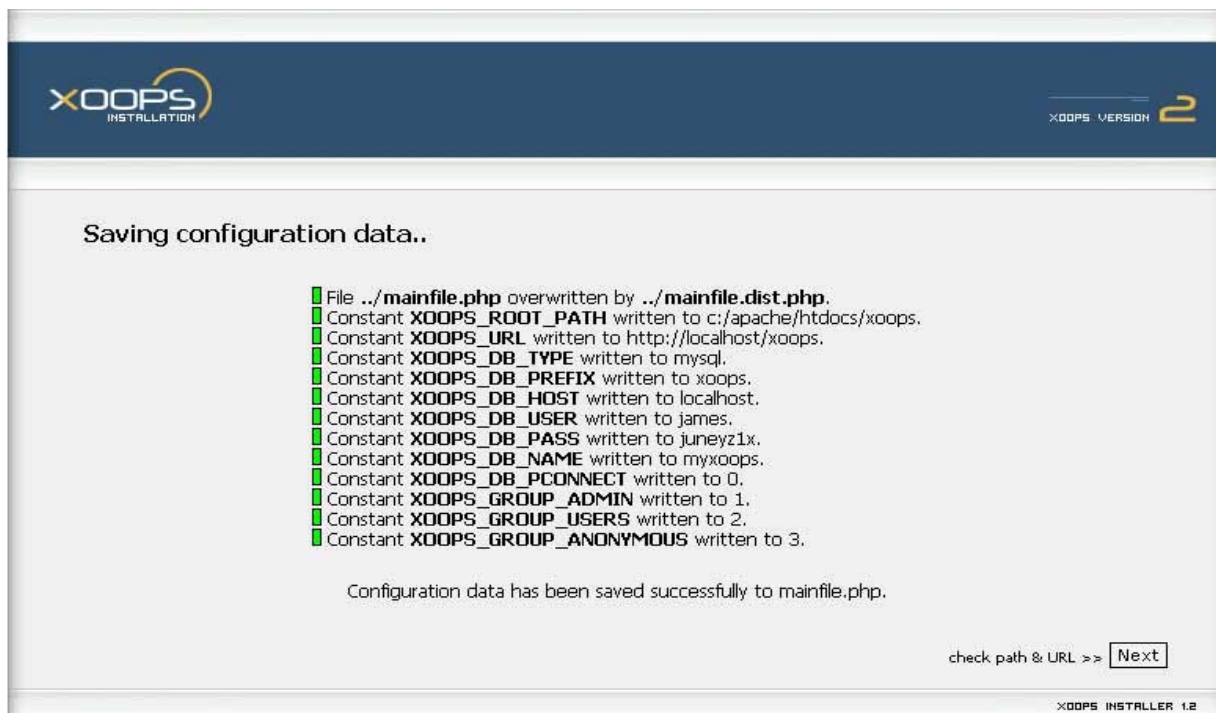 XOOPS
INSTALLATION
XOOPS VERSION 2
Saving configuration data..
File ../mainfile.php overwritten by ../mainfile.dist.php.
Constant XOOPS_ROOT_PATH written to c:/apache/htdocs/xoops.
Constant XOOPS_URL written to http://localhost/xoops.
Constant XOOPS_DB_TYPE written to mysql.
Constant XOOPS_DB_PREFIX written to xoops.
Constant XOOPS_DB_HOST written to localhost.
Constant XOOPS_DB_USER written to james.
Constant XOOPS_DB_PASS written to juneyz1x.
Constant XOOPS_DB_NAME written to myxoops.
Constant XOOPS_DB_PCONNECT written to 0.
Constant XOOPS_GROUP_ADMIN written to 1.
Constant XOOPS_GROUP_USERS written to 2.
Constant XOOPS_GROUP_ANONYMOUS written to 3.
Configuration data has been saved successfully to mainfile.php.
check path & URL >> Next
XOOPS INSTALLER 1.2